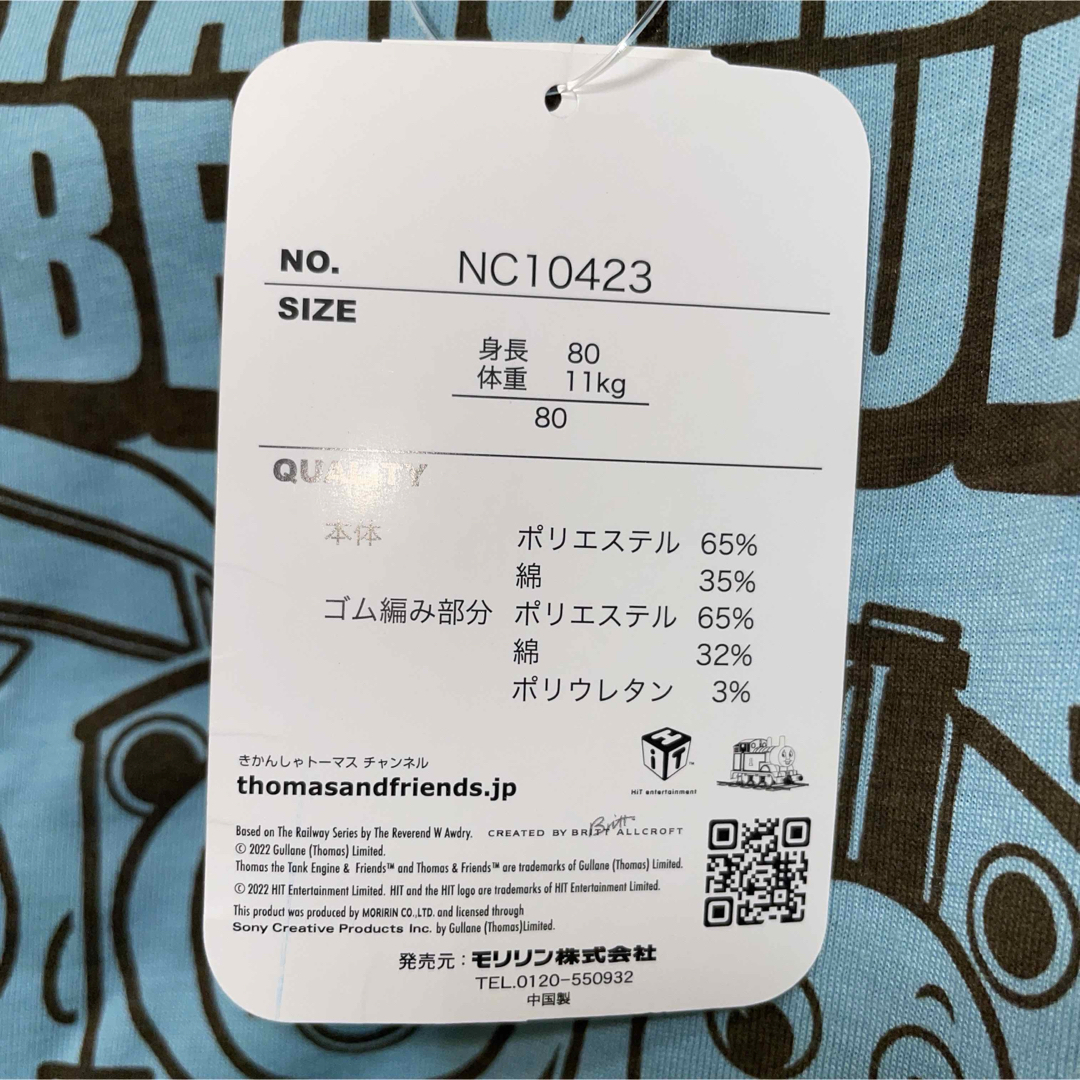 NO. NC10423
SIZE
身長 80
体重 11kg
80
QUALITY
本体 ポリエステル 65%
綿 35%
ゴム編み部分 ポリエステル 65%
綿 32%
ポリウレタン 3%
HiT
HiT entertainment
きかんしゃトーマス チャンネル
thomasandfriends.jp
Based on The Railway Series by The Reverend W Awdry. CREATED BY BRITT ALLCROFT
Britt
© 2022 Gullane (Thomas) Limited.
Thomas the Tank Engine & Friends™ and Thomas & Friends™ are trademarks of Gullane (Thomas) Limited.
© 2022 HIT Entertainment Limited. HIT and the HIT logo are trademarks of HIT Entertainment Limited.
This product was produced by MORIRIN CO.,LTD. and licensed through
Sony Creative Products Inc. by Gullane (Thomas)Limited.
発売元：モリリン株式会社
TEL.0120-550932
中国製